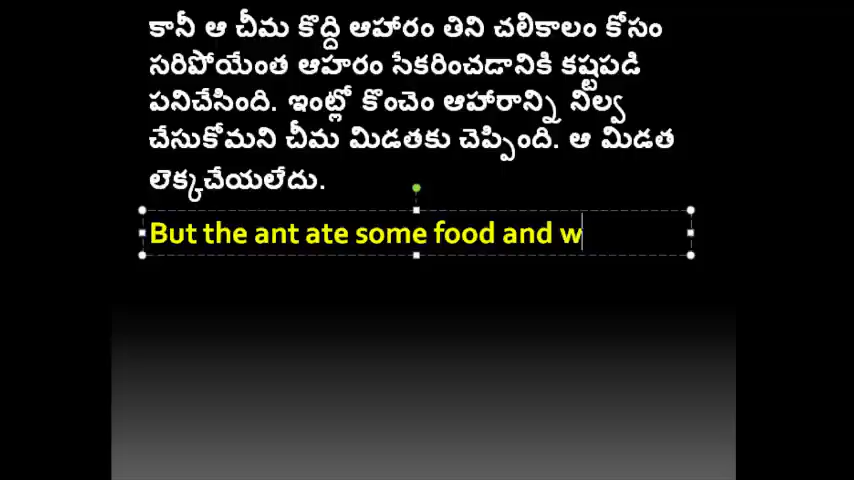 కానీ ఆ చీమ కొద్ది ఆహారం తిని చలికాలం కోసం
సరిపోయేంత ఆహరం సేకరించడానికి కష్టపడి
పనిచేసింది. ఇంట్లో కొంచెం ఆహారాన్ని నిల్వ
చేసుకోమని చీమ మిడతకు చెప్పింది. ఆ మిడత
లెక్కచేయలేదు.
But the ant ate some food and w